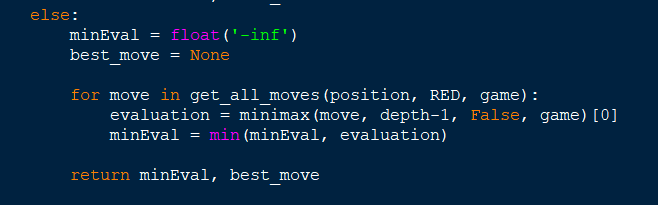 else:
    minEval = float('-inf')
    best_move = None

    for move in get_all_moves(position, RED, game):
        evaluation = minimax(move, depth-1, False, game)[0]
        minEval = min(minEval, evaluation)

    return minEval, best_move